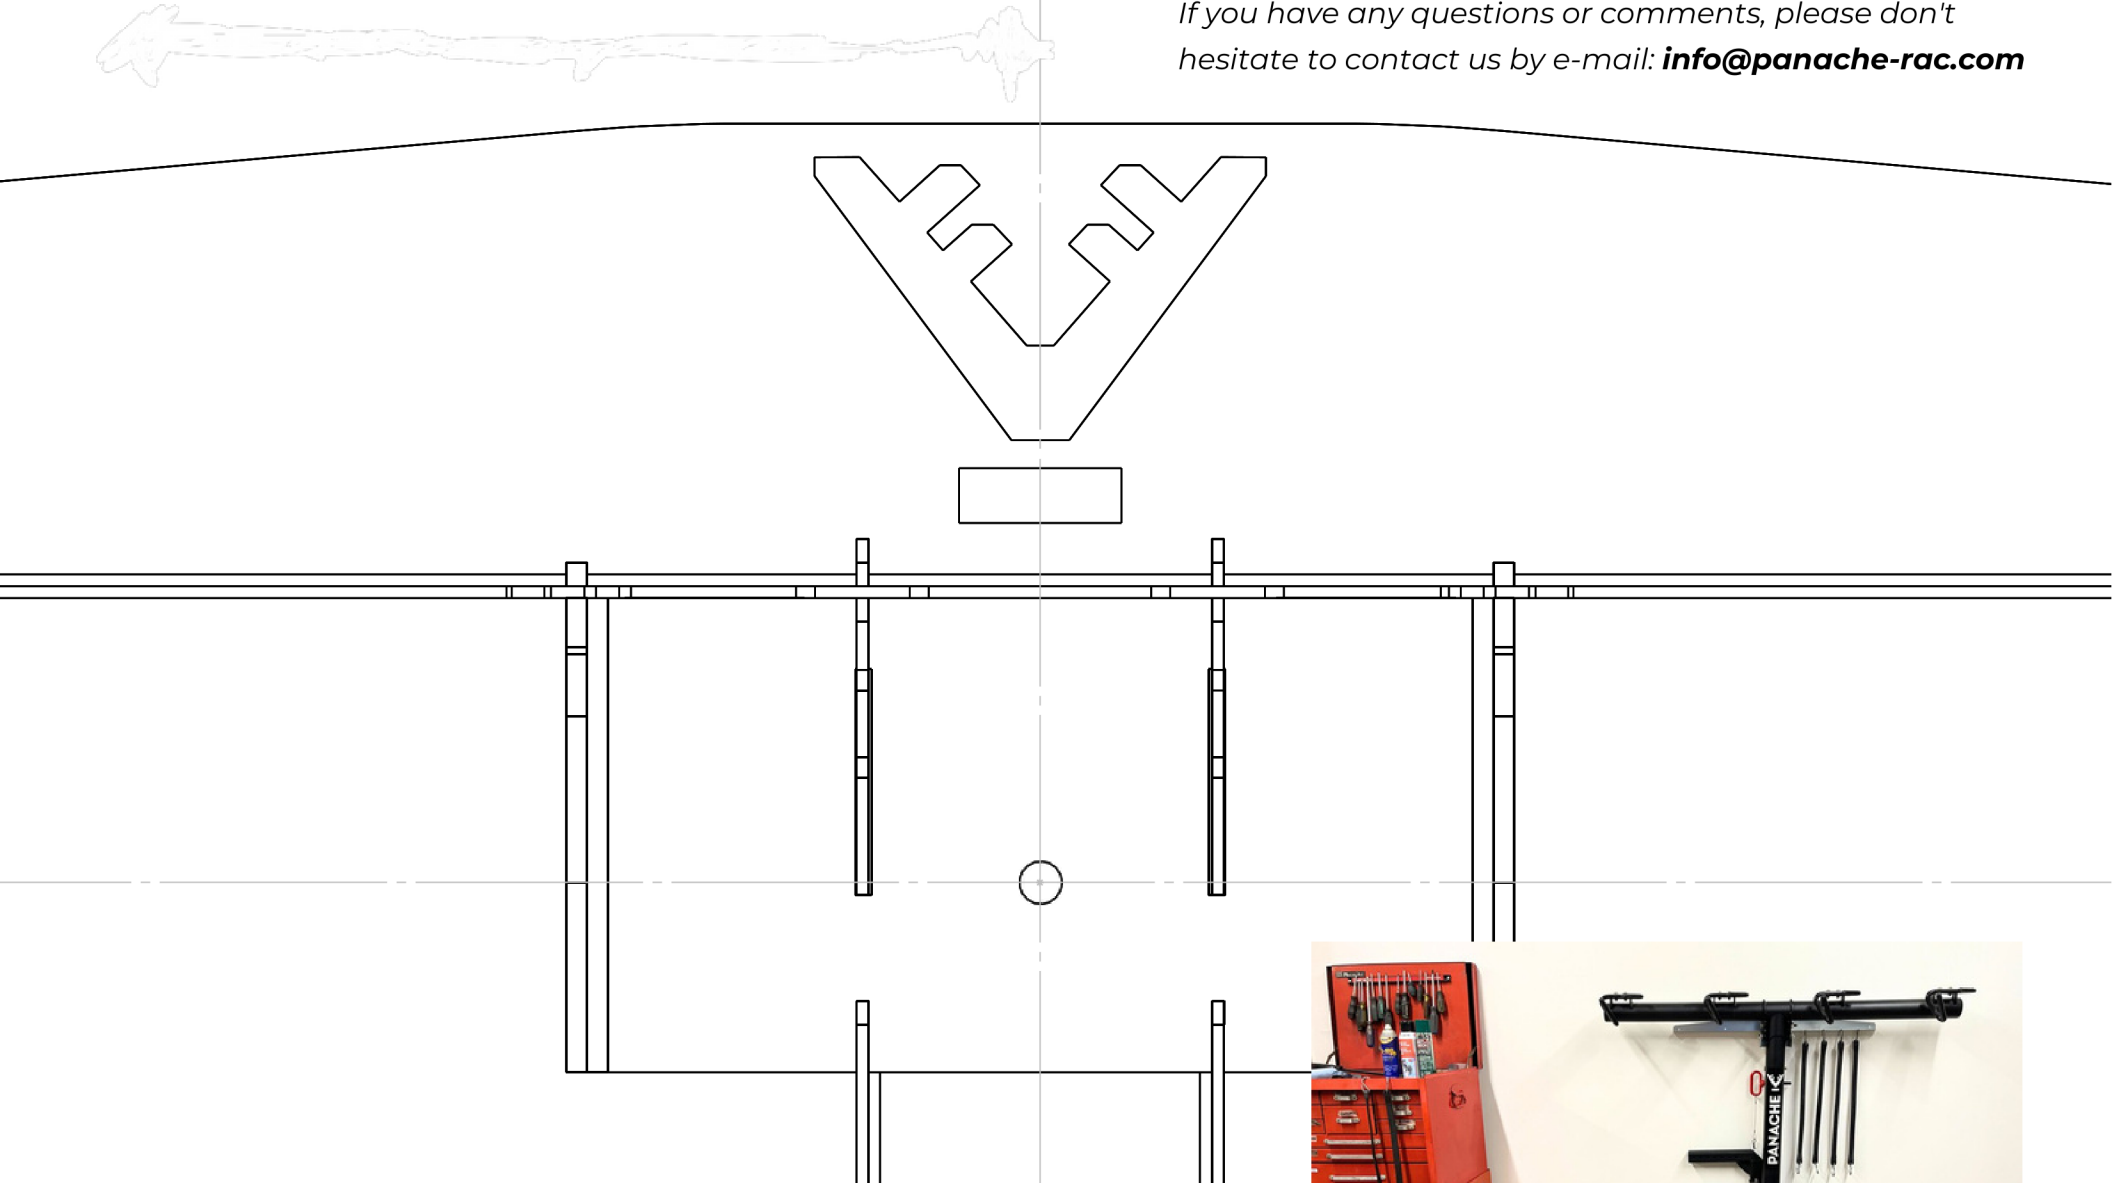 If you have any questions or comments, please don't
hesitate to contact us by e-mail: info@panache-rac.com
PANACHE